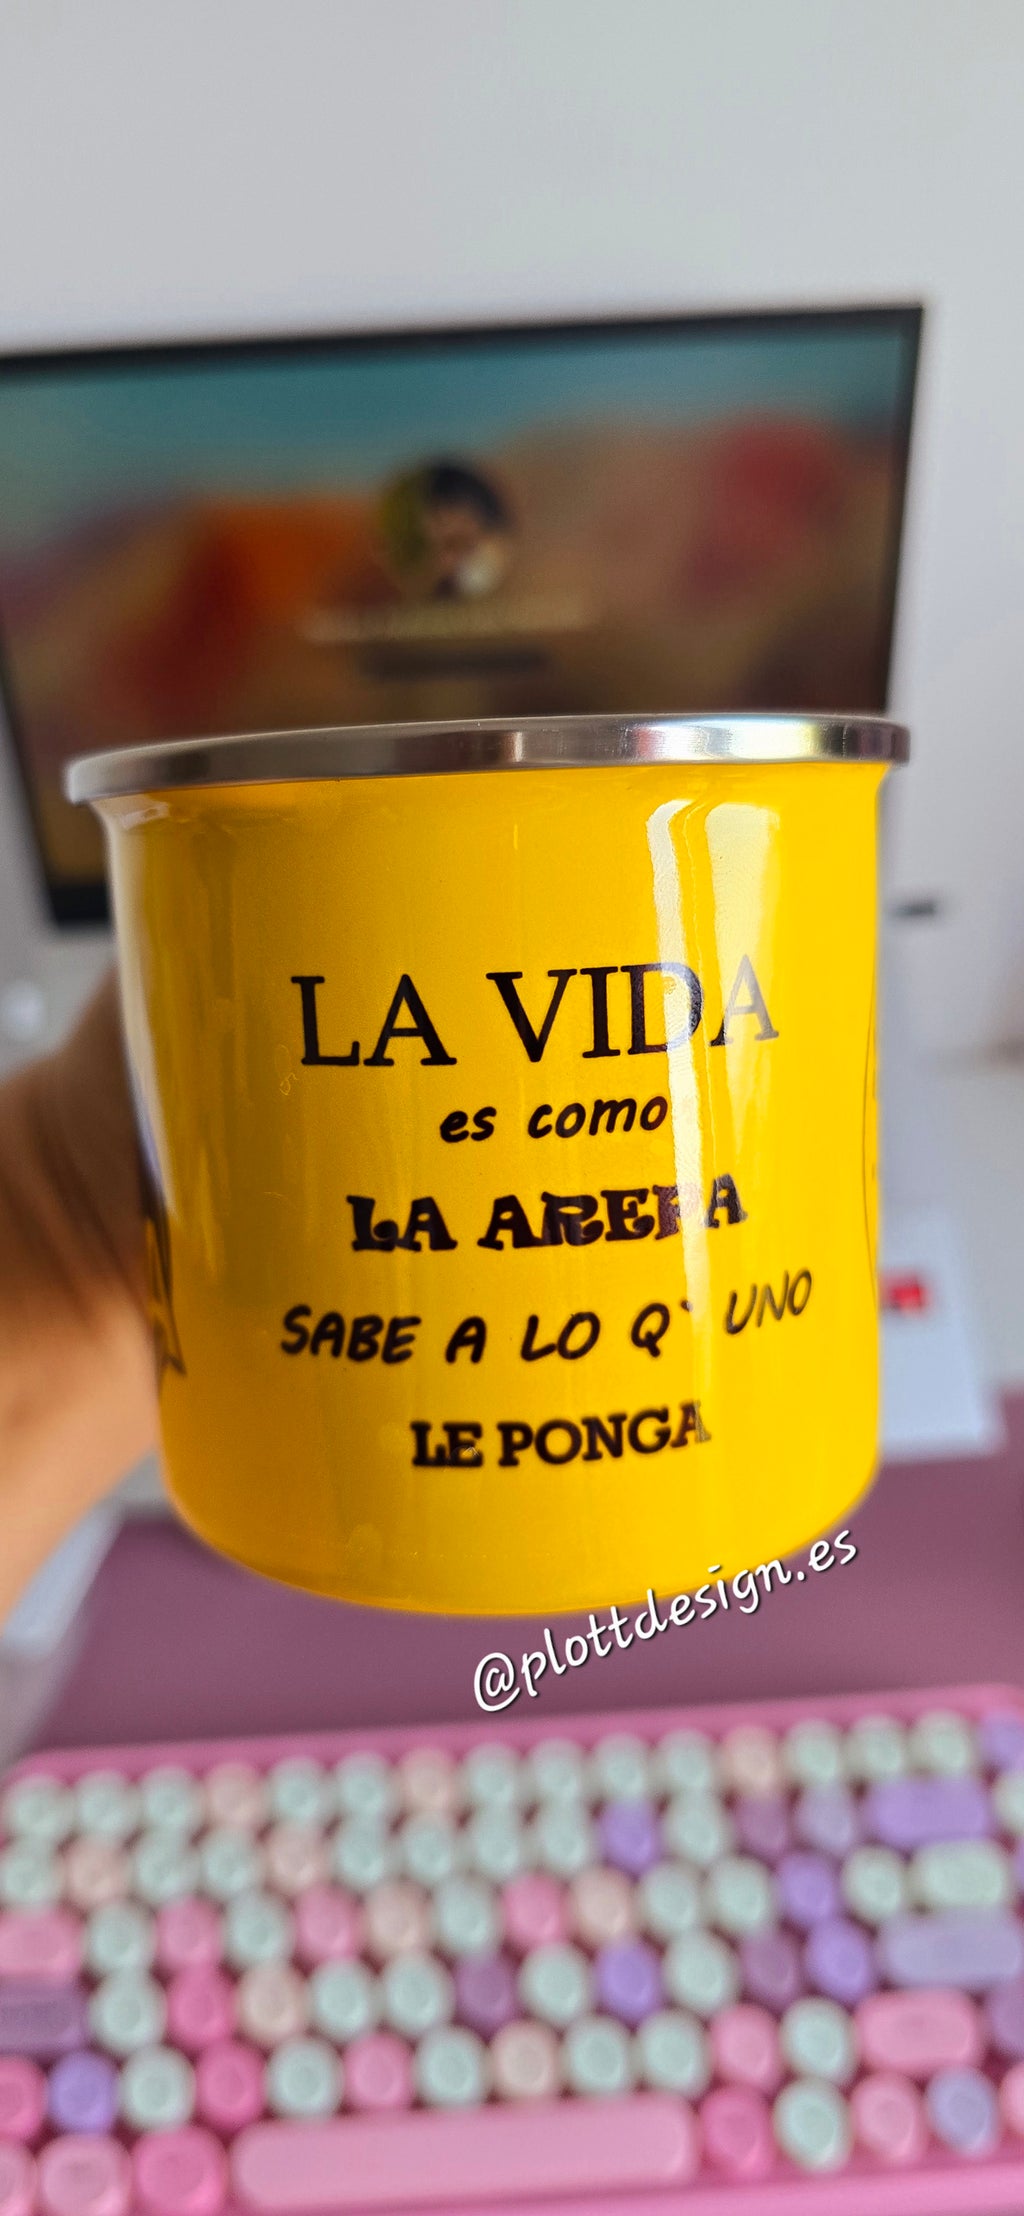 LA VIDA
es como
LA AREPA
SABE A LO Q` UNO
LE PONGA
@plottdesign.es